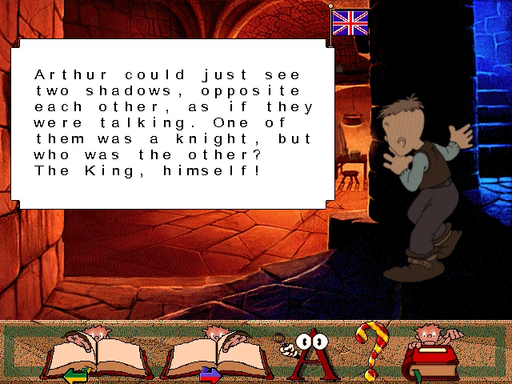 Arthur could just see
two shadows, opposite
each other, as if they
were talking. One of
them was a knight, but
who was the other?
The King, himself!
A ?